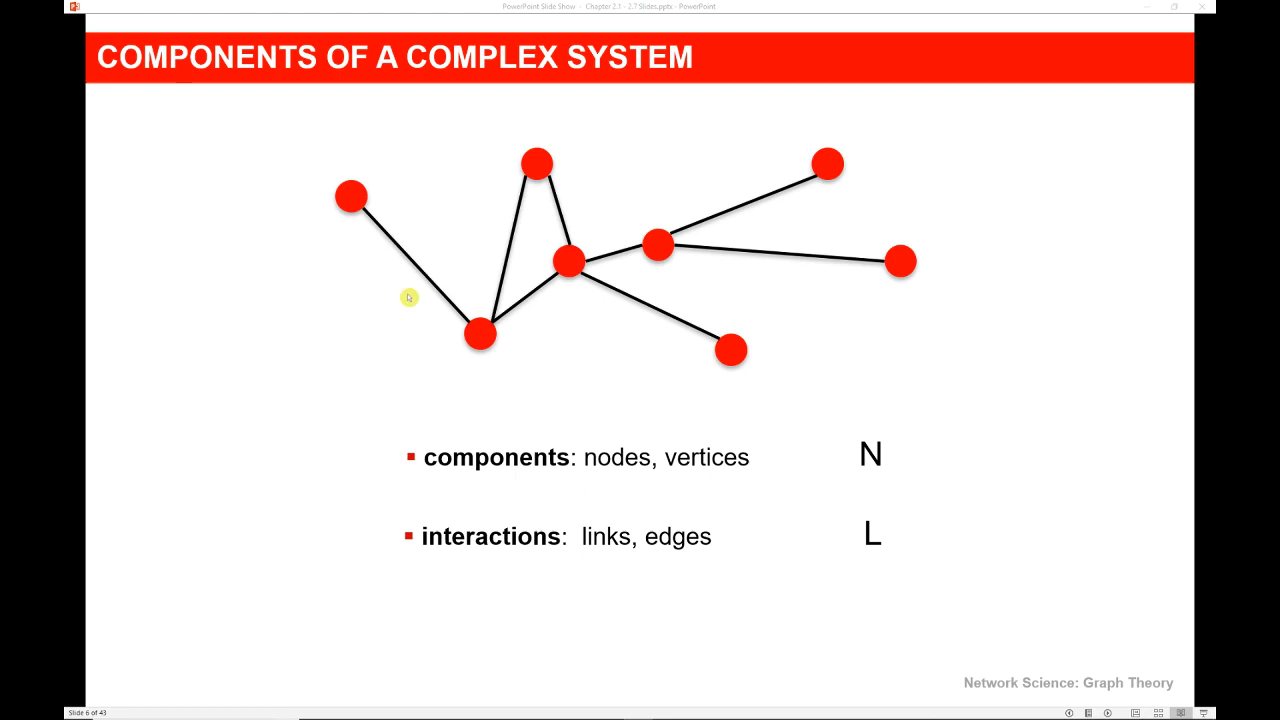 PowerPoint Slide Show - Chapter 2.1 - 2.7 Slides.pptx - PowerPoint
COMPONENTS OF A COMPLEX SYSTEM
components: nodes, vertices N
interactions: links, edges L
Network Science: Graph Theory
Slide 6 of 43